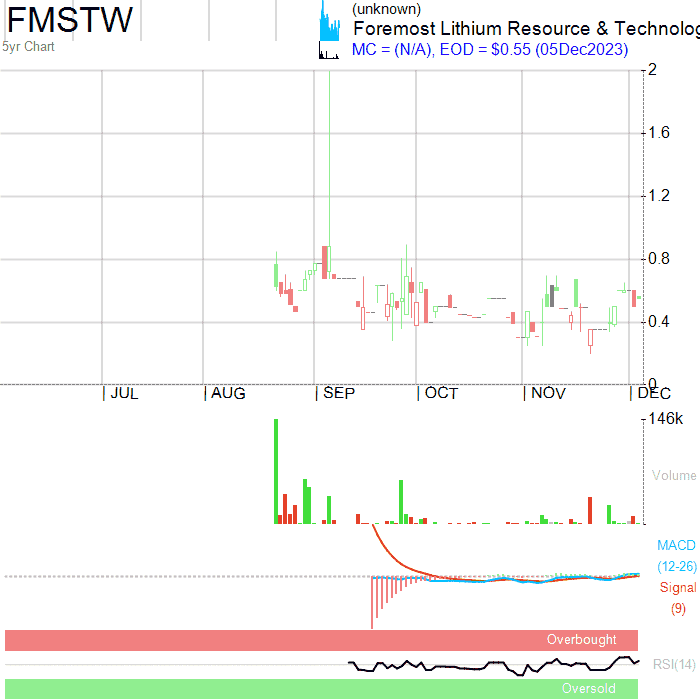 FMSTW
5yr Chart
(unknown)
Foremost Lithium Resource & Technolog
MC = (N/A), EOD = $0.55 (05Dec2023)
2
1.6
1.2
0.8
0.4
0
JUL
AUG
SEP
OCT
NOV
DEC
146k
Volume
MACD
(12-26)
Signal
(9)
Overbought
RSI(14)
Oversold